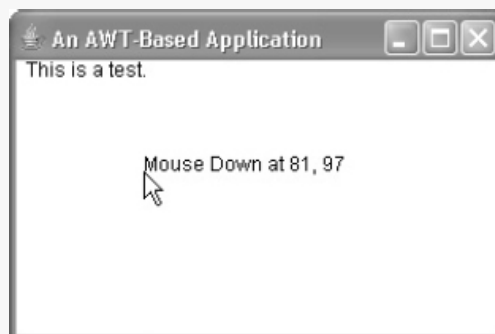 An AWT-Based Application
This is a test.
Mouse Down at 81, 97